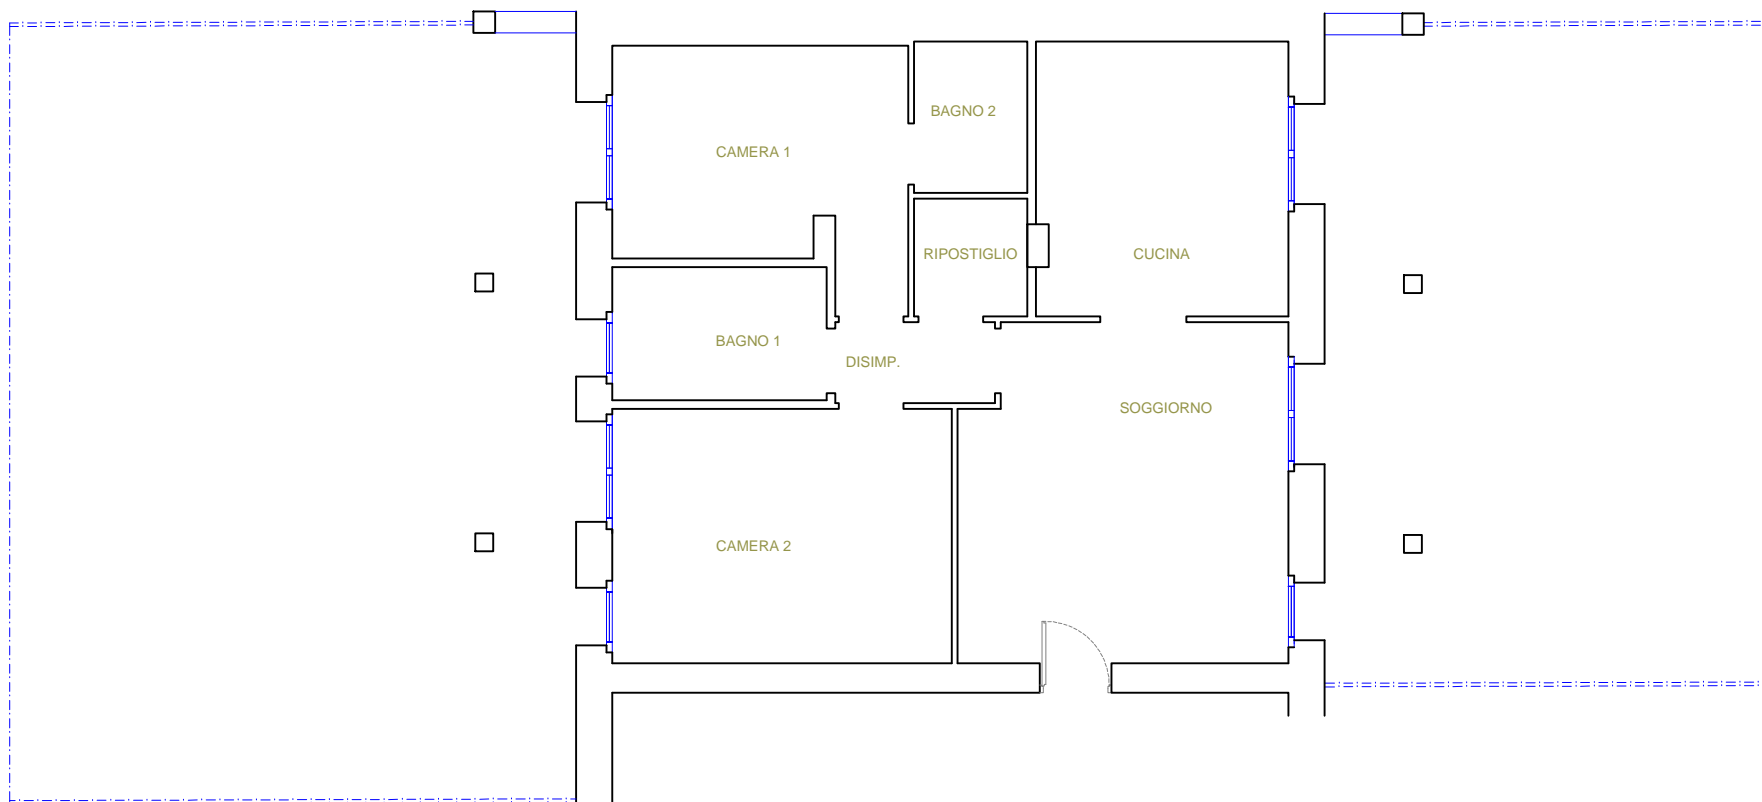 BAGNO 2
CAMERA 1
RIPOSTIGLIO
CUCINA
BAGNO 1
DISIMP.
SOGGIORNO
CAMERA 2